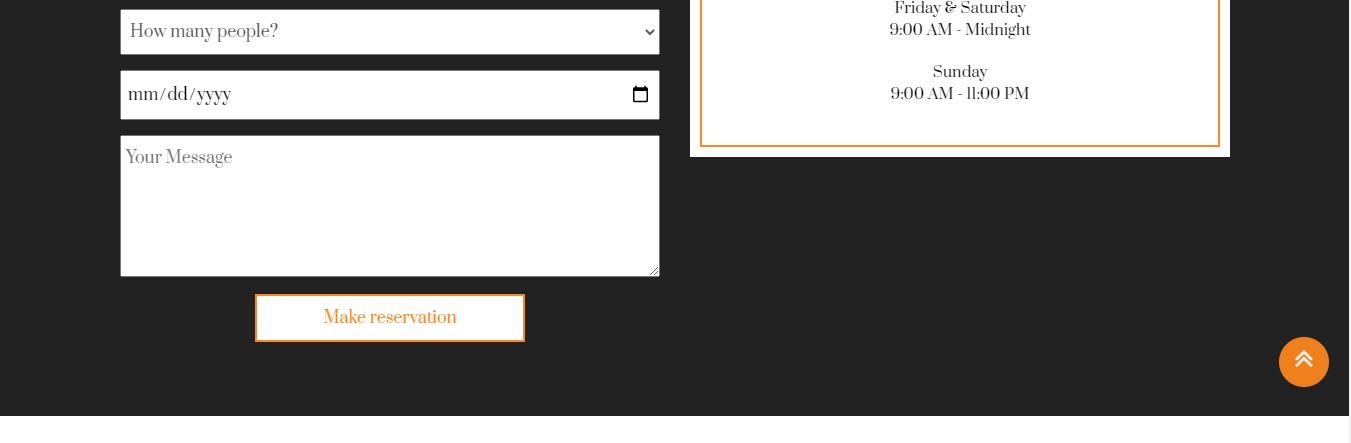 How many people?
mm/dd/yyyy
Your Message
Make reservation
Friday & Saturday
9:00 AM - Midnight
Sunday
9:00 AM - 11:00 PM